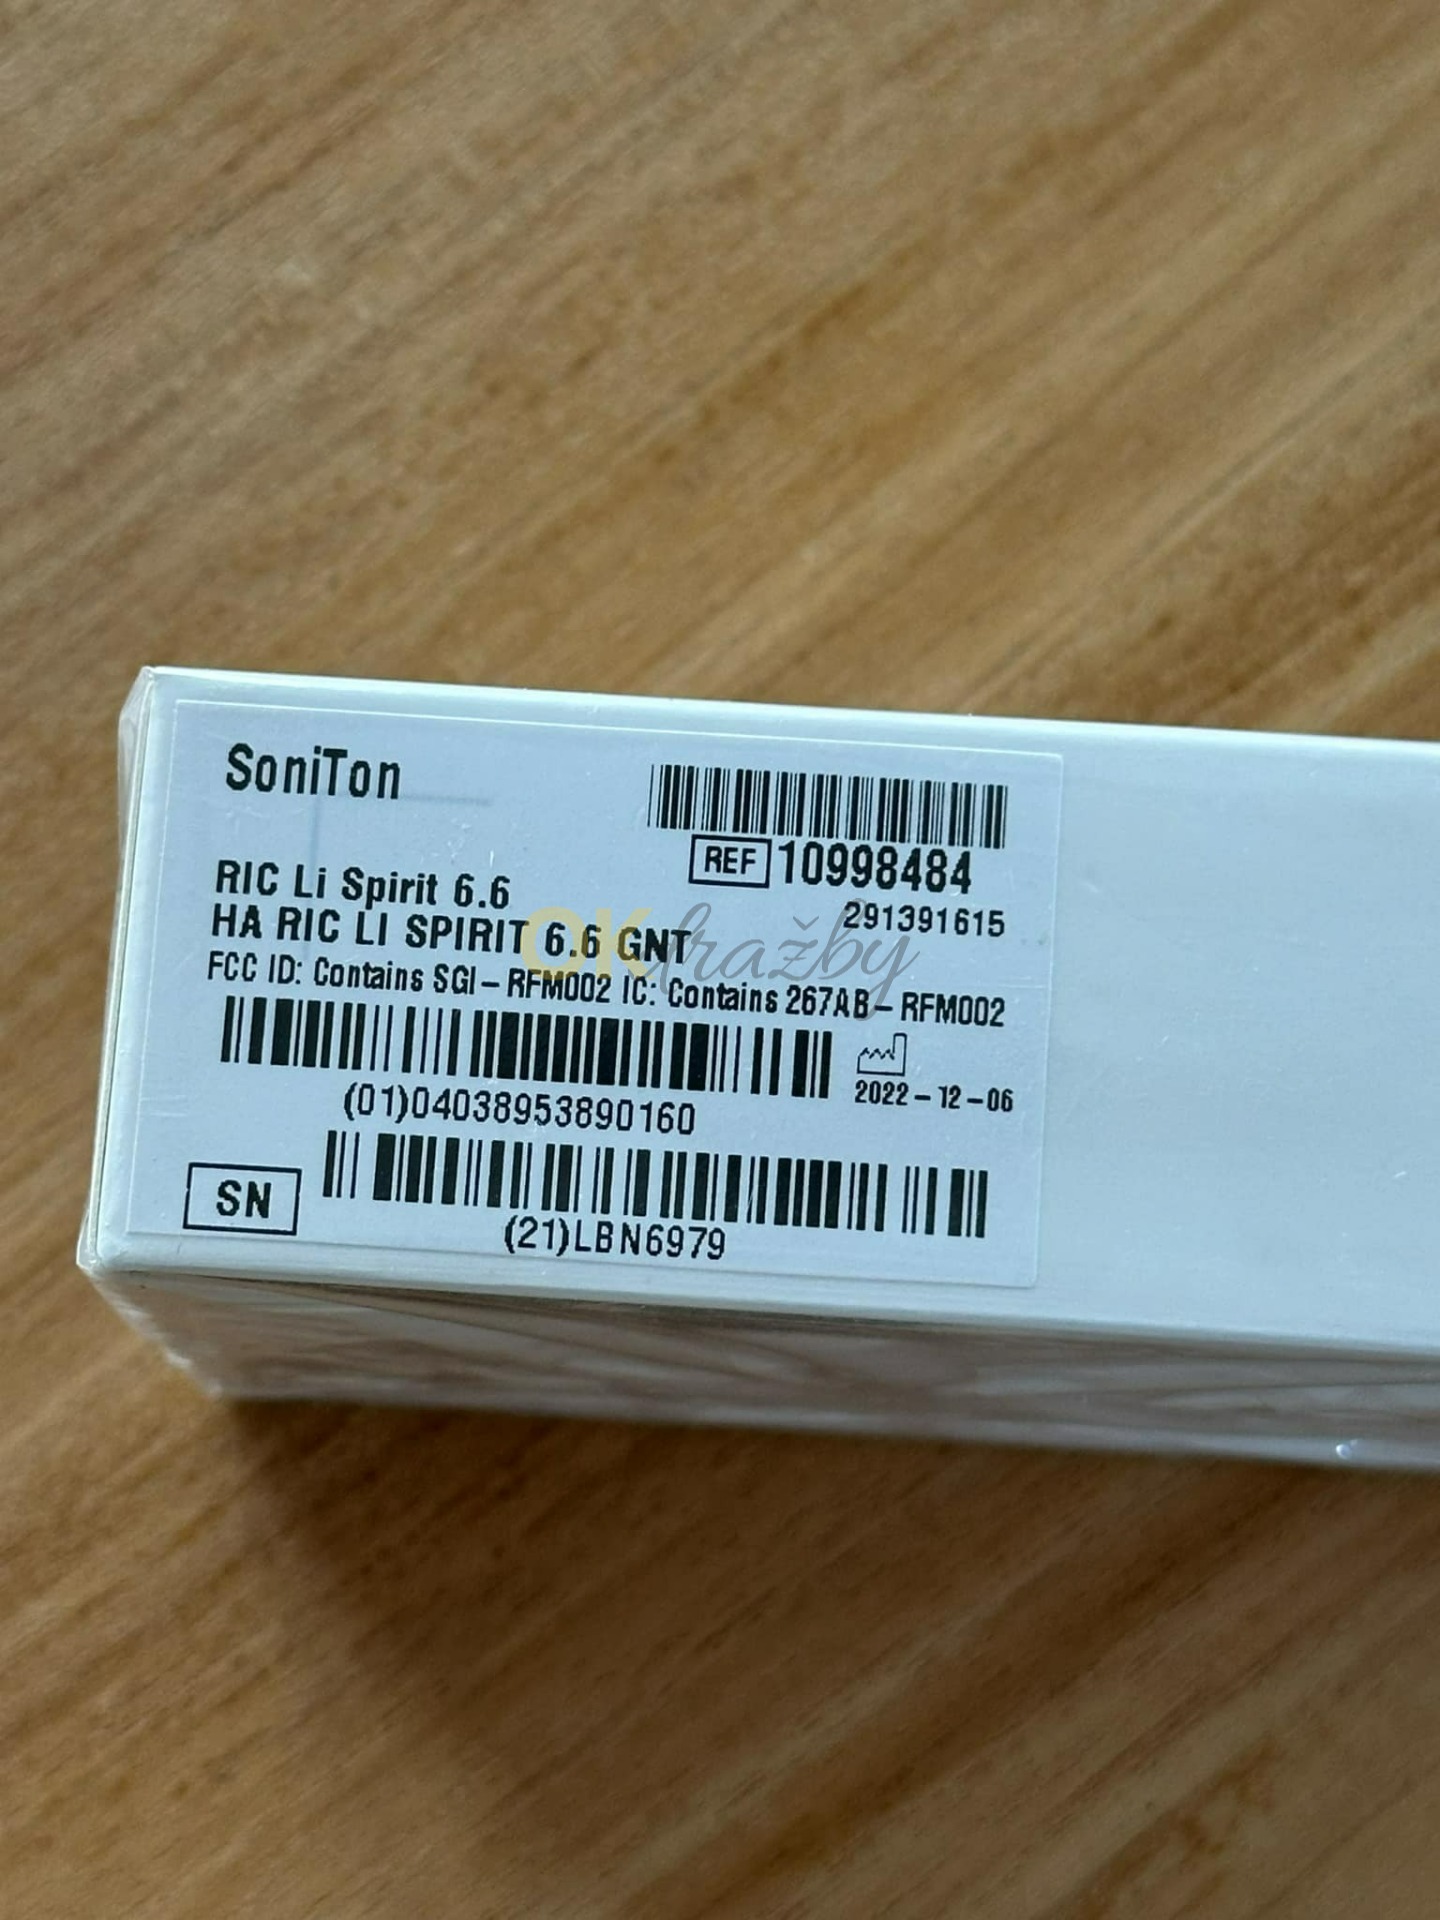 SoniTon
REF 10998484
291391615
RIC Li Spirit 6.6
HA RIC LI SPIRIT 6.6 GNT
FCC ID: Contains SGI-RFM002 IC: Contains 267AB-RFM002
2022-12-06
(01)04038953890160
SN
(21)LBN6979
OKdražby